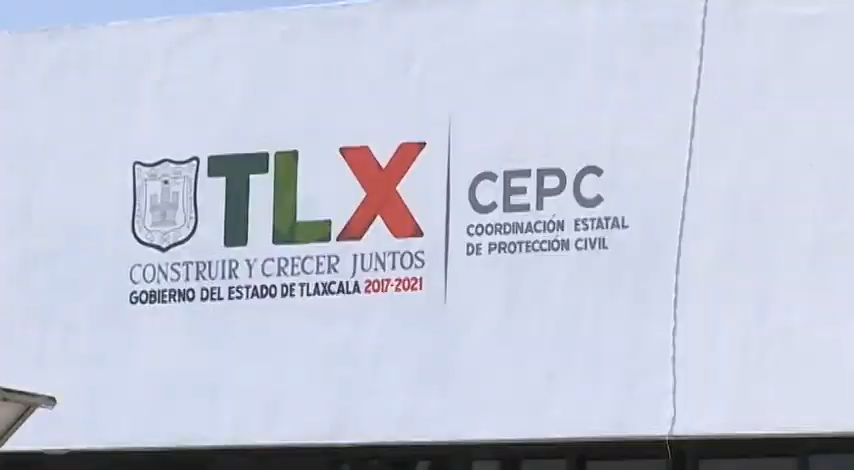 TLX
CONSTRUIR Y CRECER JUNTOS
GOBIERNO DEL ESTADO DE TLAXCALA 2017-2021
CEPC
COORDINACIÓN ESTATAL
DE PROTECCIÓN CIVIL